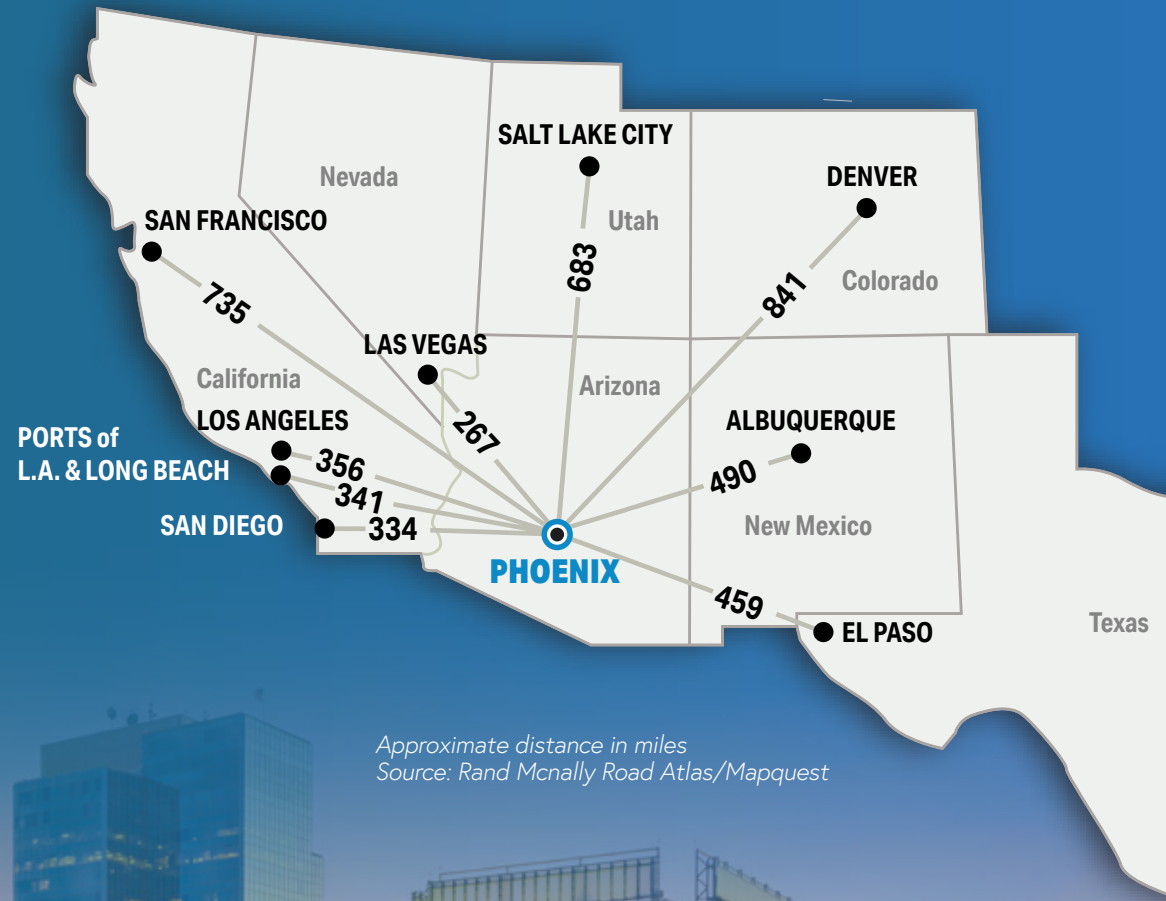 SALT LAKE CITY
DENVER
Nevada
SAN FRANCISCO
Utah
683
Colorado
841
735
LAS VEGAS
California
Arizona
LOS ANGELES
267
ALBUQUERQUE
PORTS of
L.A. & LONG BEACH
356
490
341
SAN DIEGO
334
New Mexico
PHOENIX
459
EL PASO
Texas
Approximate distance in miles
Source: Rand Mcnally Road Atlas/Mapquest